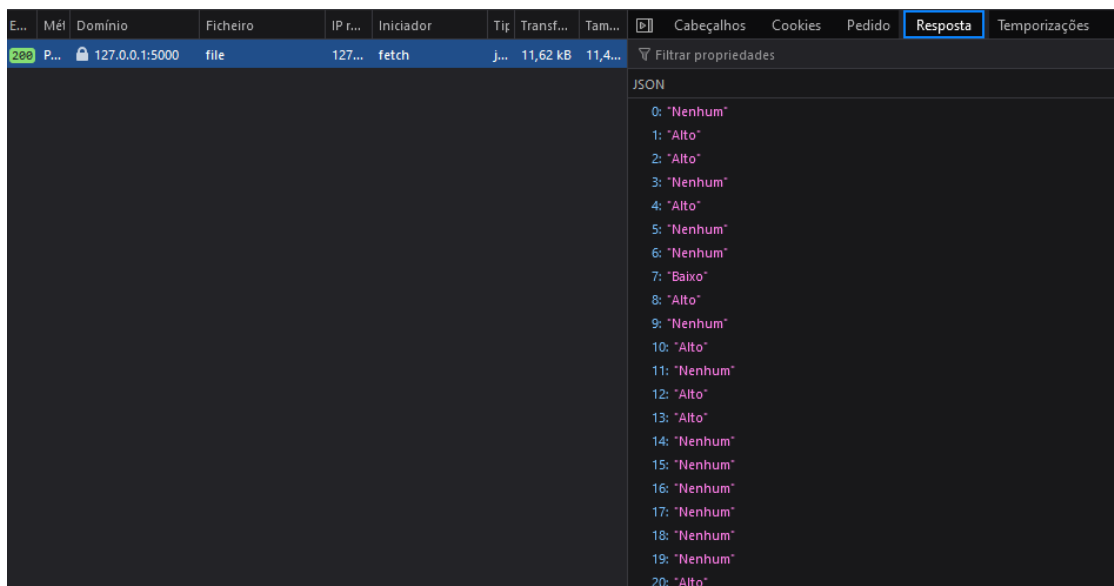 E... Mét Domínio Ficheiro IP r... Iniciador Tip Transf... Tam...
200 P... 127.0.0.1:5000 file 127... fetch j... 11,62 kB 11,4...
Cabeçalhos Cookies Pedido Resposta Temporizações
Filtrar propriedades
JSON
0: "Nenhum"
1: "Alto"
2: "Alto"
3: "Nenhum"
4: "Alto"
5: "Nenhum"
6: "Nenhum"
7: "Baixo"
8: "Alto"
9: "Nenhum"
10: "Alto"
11: "Nenhum"
12: "Alto"
13: "Alto"
14: "Nenhum"
15: "Nenhum"
16: "Nenhum"
17: "Nenhum"
18: "Nenhum"
19: "Nenhum"
20: "Alto"